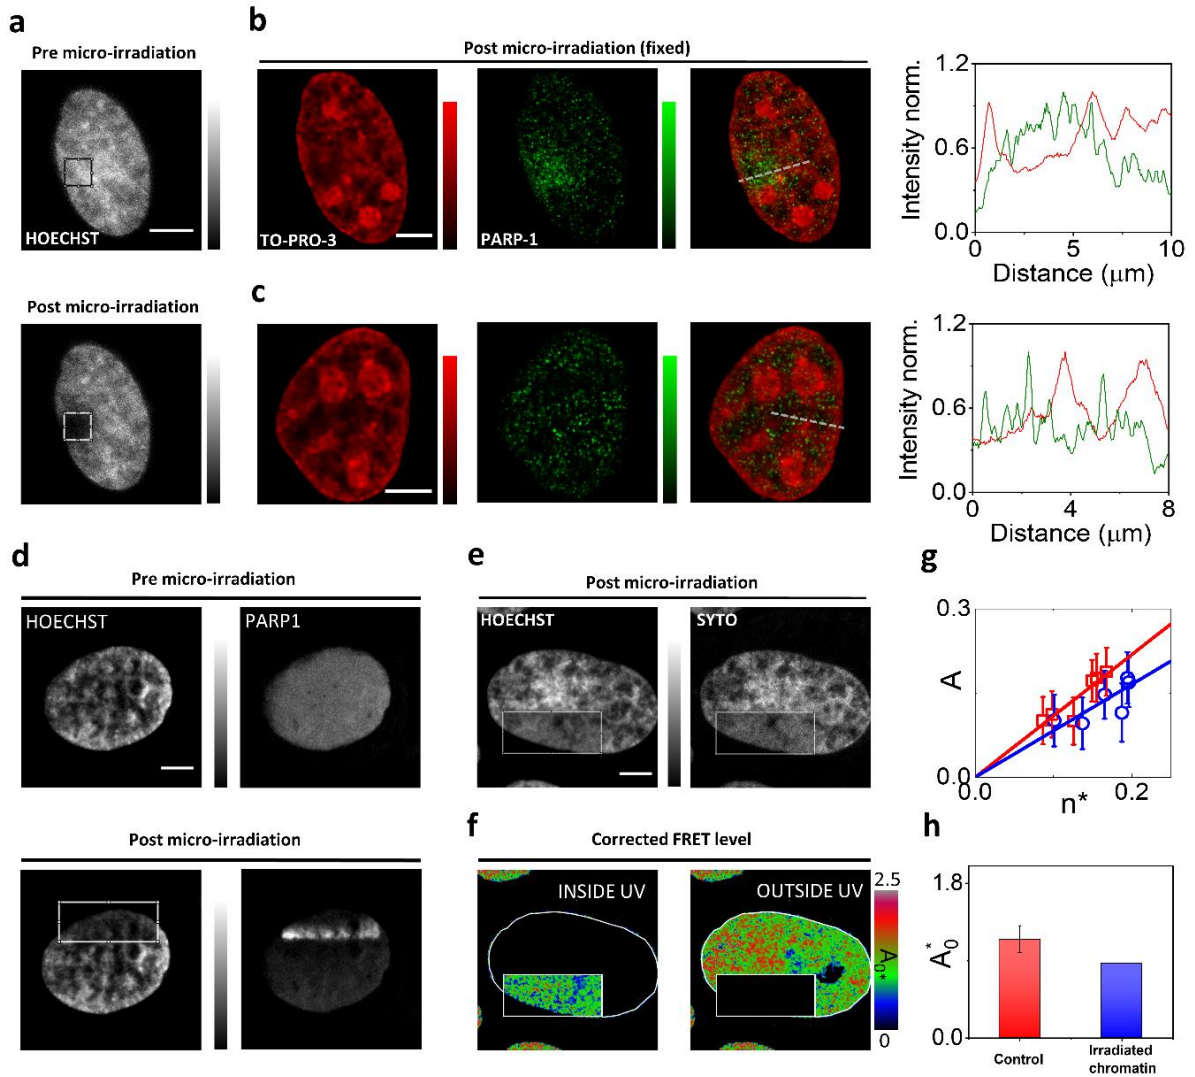 a
Pre micro-irradiation
HOECHST
Post micro-irradiation
b
Post micro-irradiation (fixed)
TO-PRO-3
PARP-1
1.2
0.6
0.0
Intensity norm.
0
5
10
Distance (μm)
c
1.2
0.6
0.0
Intensity norm.
0
4
8
Distance (μm)
d
Pre micro-irradiation
HOECHST
PARP1
Post micro-irradiation
e
Post micro-irradiation
HOECHST
SYTO
f
Corrected FRET level
INSIDE UV
OUTSIDE UV
2.5
A₀*
0
g
0.3
A
0.0
0.0
0.2
n*
h
1.8
A₀*
0.0
Control
Irradiated
chromatin